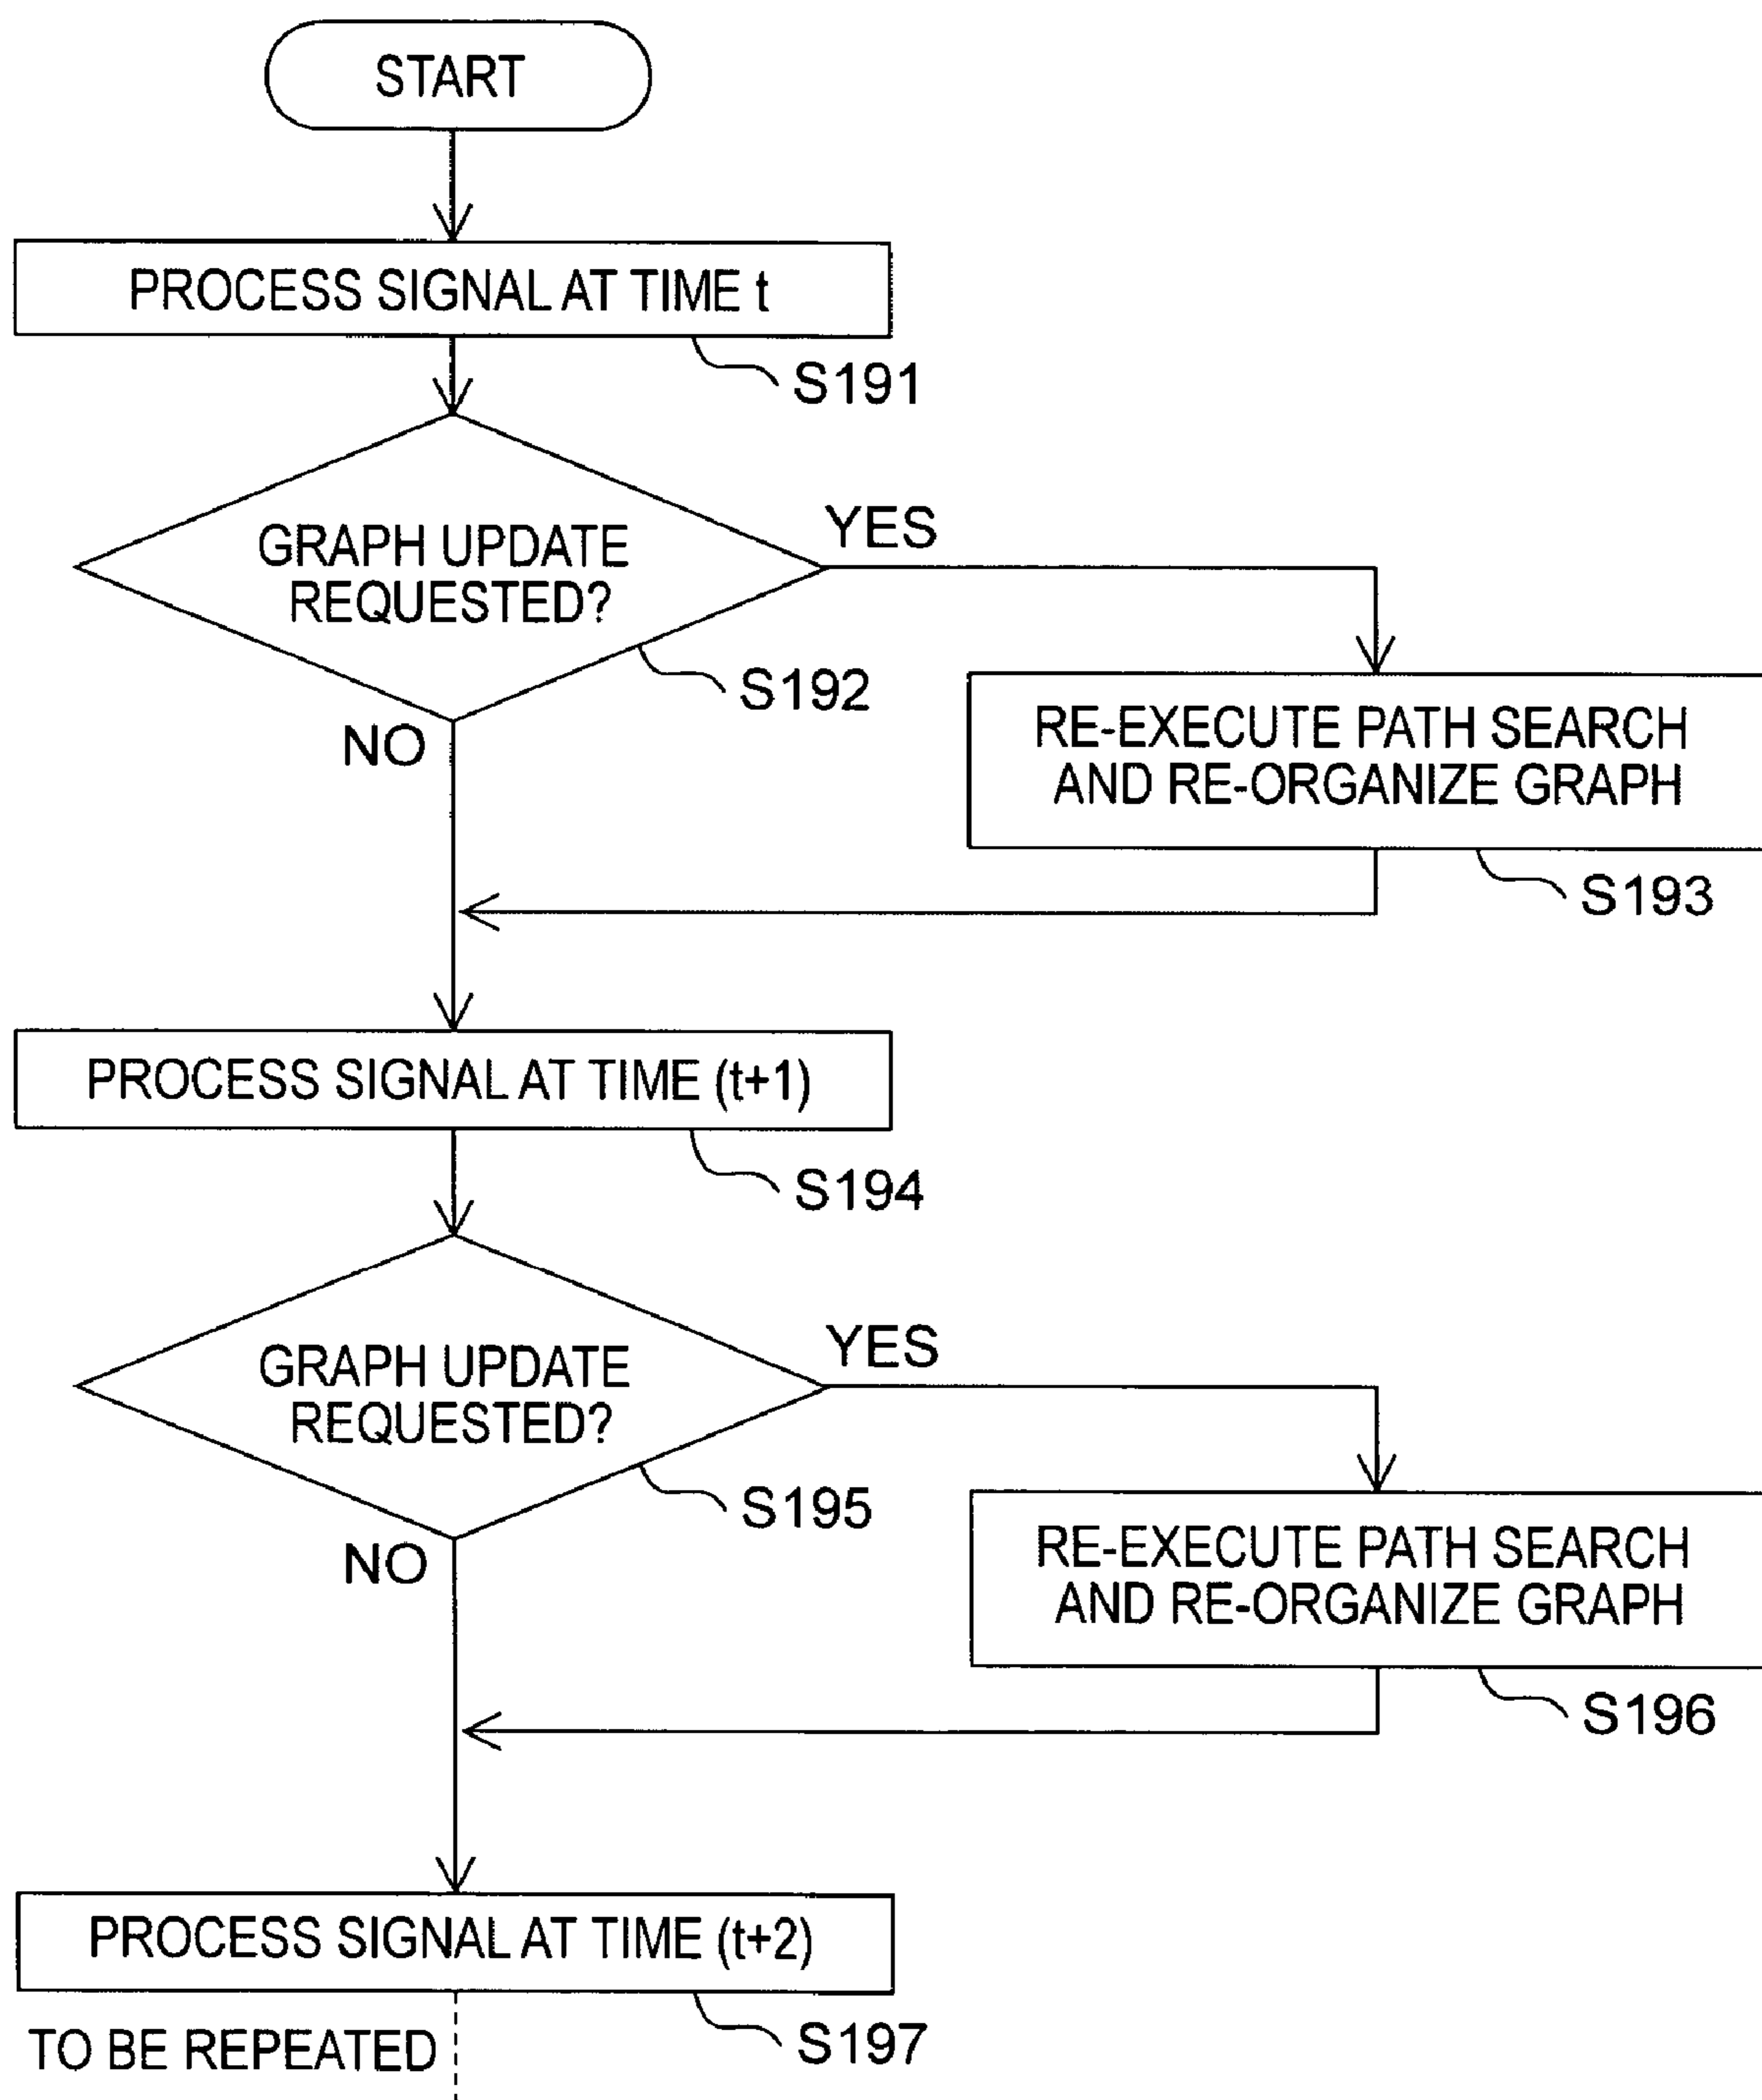 START
PROCESS SIGNAL AT TIME t
S191
GRAPH UPDATE
REQUESTED?
YES
S192
NO
RE-EXECUTE PATH SEARCH
AND RE-ORGANIZE GRAPH
S193
PROCESS SIGNAL AT TIME (t+1)
S194
GRAPH UPDATE
REQUESTED?
YES
S195
NO
RE-EXECUTE PATH SEARCH
AND RE-ORGANIZE GRAPH
S196
PROCESS SIGNAL AT TIME (t+2)
S197
TO BE REPEATED